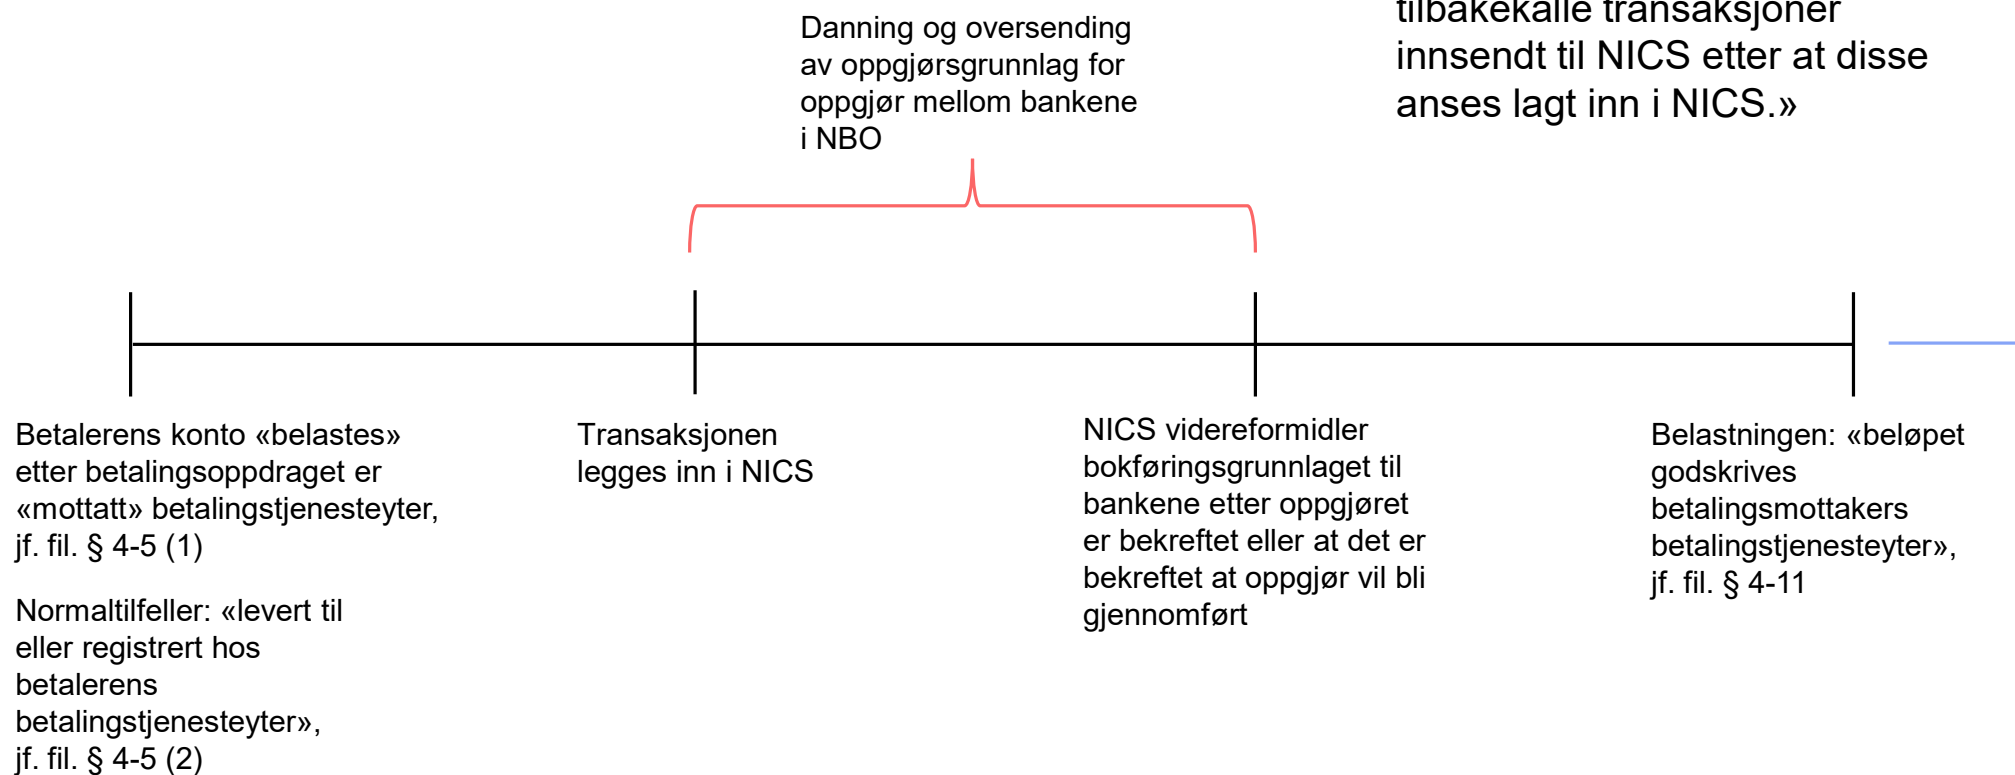 Danning og oversending
av oppgjørsgrunnlag for
oppgjør mellom bankene
i NBO
tilbakekalle transaksjoner
innsendt til NICS etter at disse
anses lagt inn i NICS.»
Betalerens konto «belastes»
etter betalingsoppdraget er
«mottatt» betalingstjenesteyter,
jf. fil. § 4-5 (1)
Normaltilfeller: «levert til
eller registrert hos
betalerens
betalingstjenesteyter»,
jf. fil. § 4-5 (2)
Transaksjonen
legges inn i NICS
NICS videreformidler
bokføringsgrunnlaget til
bankene etter oppgjøret
er bekreftet eller at det er
bekreftet at oppgjør vil bli
gjennomført
Belastningen: «beløpet
godskrives
betalingsmottakers
betalingstjenesteyter»,
jf. fil. § 4-11